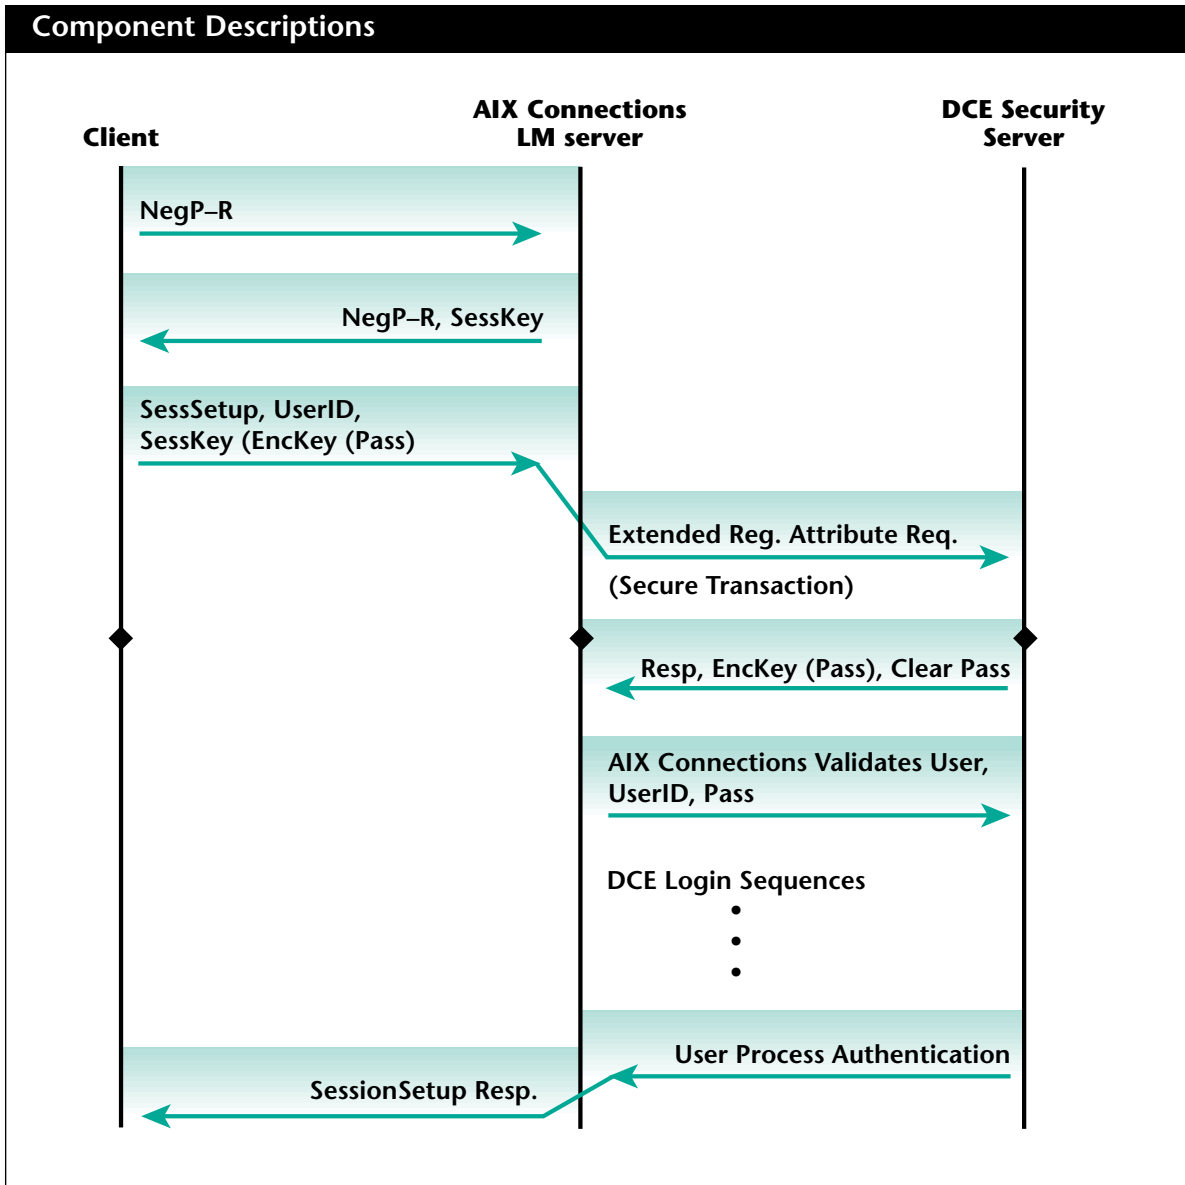 Component Descriptions
Client
AIX Connections
LM server
DCE Security
Server
NegP–R
NegP–R, SessKey
SessSetup, UserID,
SessKey (EncKey (Pass)
Extended Reg. Attribute Req.
(Secure Transaction)
Resp, EncKey (Pass), Clear Pass
AIX Connections Validates User,
UserID, Pass
DCE Login Sequences
User Process Authentication
SessionSetup Resp.